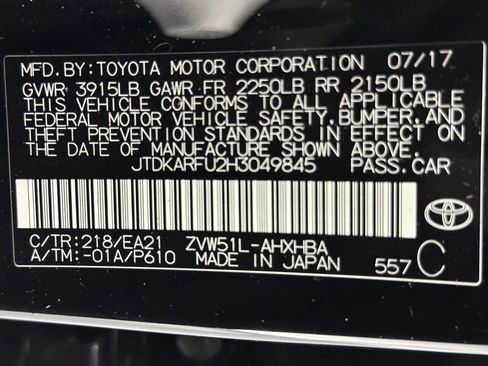 MFD.BY:TOYOTA MOTOR CORPORATION 07/17
GVWR 3915LB GAWR FR 2250LB RR 2150LB
THIS VEHICLE CONFORMS TO ALL APPLICABLE
FEDERAL MOTOR VEHICLE SAFETY,BUMPER,AND
THEFT PREVENTION STANDARDS IN EFFECT ON
THE DATE OF MANUFACTURE SHOWN ABOVE.
JTDKARFU2H3049845 PASS.CAR
C/TR:218/EA21 ZVW51L-AHXHBA
A/TM:-01A/P610 MADE IN JAPAN 557 C